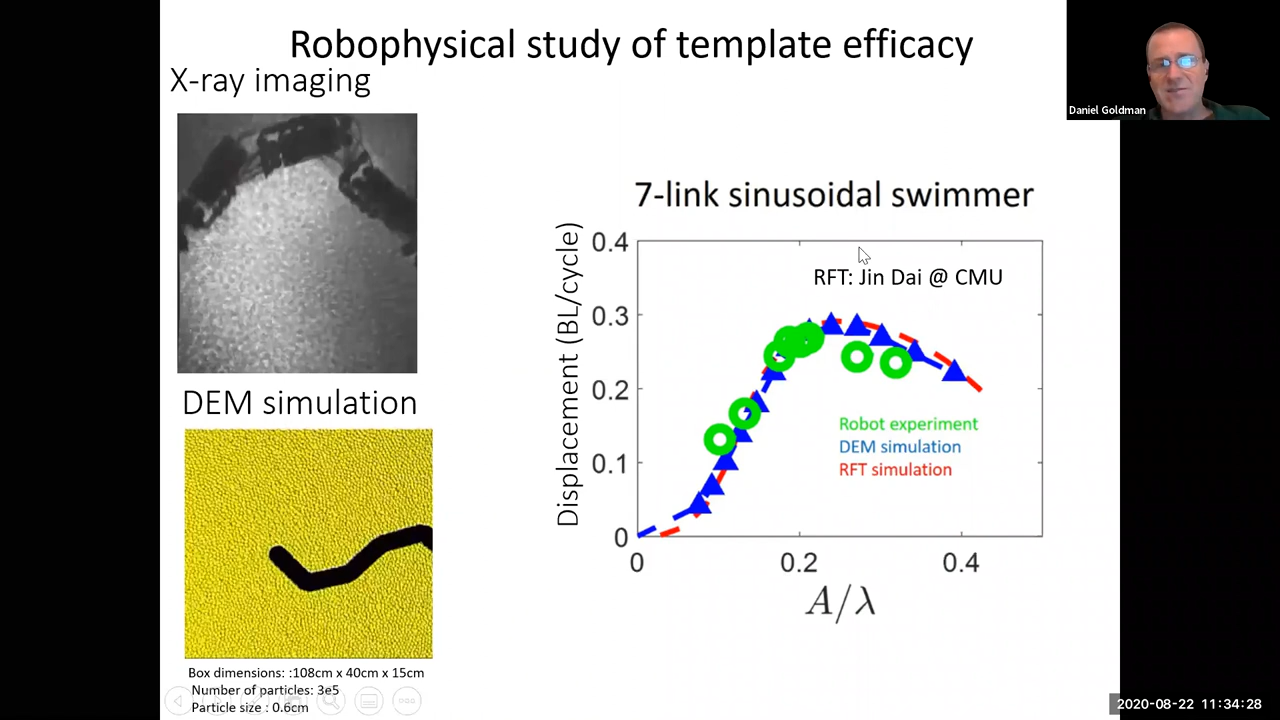 Robophysical study of template efficacy
X-ray imaging
Daniel Goldman
7-link sinusoidal swimmer
Displacement (BL/cycle)
0.4
0.3
0.2
0.1
0
RFT: Jin Dai @ CMU
Robot experiment
DEM simulation
RFT simulation
0 0.2 0.4
A/λ
DEM simulation
Box dimensions: :108cm x 40cm x 15cm
Number of particles: 3e5
Particle size : 0.6cm
2020-08-22 11:34:28